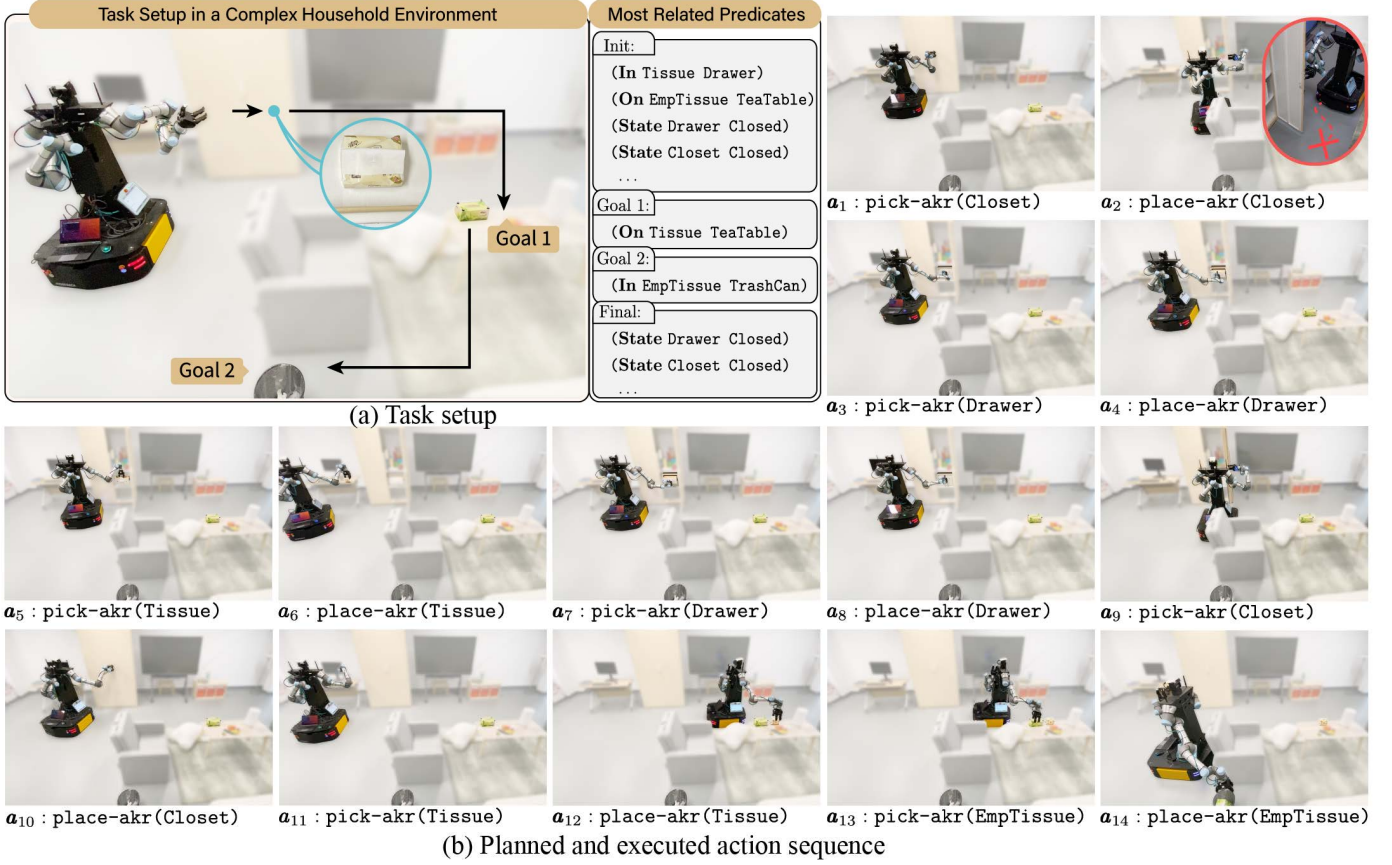 Task Setup in a Complex Household Environment
Most Related Predicates
Goal 1
Goal 2
Init:
(In Tissue Drawer)
(On EmpTissue TeaTable)
(State Drawer Closed)
(State Closet Closed)
...
Goal 1:
(On Tissue TeaTable)
Goal 2:
(In EmpTissue TrashCan)
Final:
(State Drawer Closed)
(State Closet Closed)
...
(a) Task setup
a₁ : pick-akr(Closet)
a₂ : place-akr(Closet)
a₃ : pick-akr(Drawer)
a₄ : place-akr(Drawer)
a₅ : pick-akr(Tissue)
a₆ : place-akr(Tissue)
a₇ : pick-akr(Drawer)
a₈ : place-akr(Drawer)
a₉ : pick-akr(Closet)
a₁₀ : place-akr(Closet)
a₁₁ : pick-akr(Tissue)
a₁₂ : place-akr(Tissue)
a₁₃ : pick-akr(EmpTissue)
a₁₄ : place-akr(EmpTissue)
(b) Planned and executed action sequence